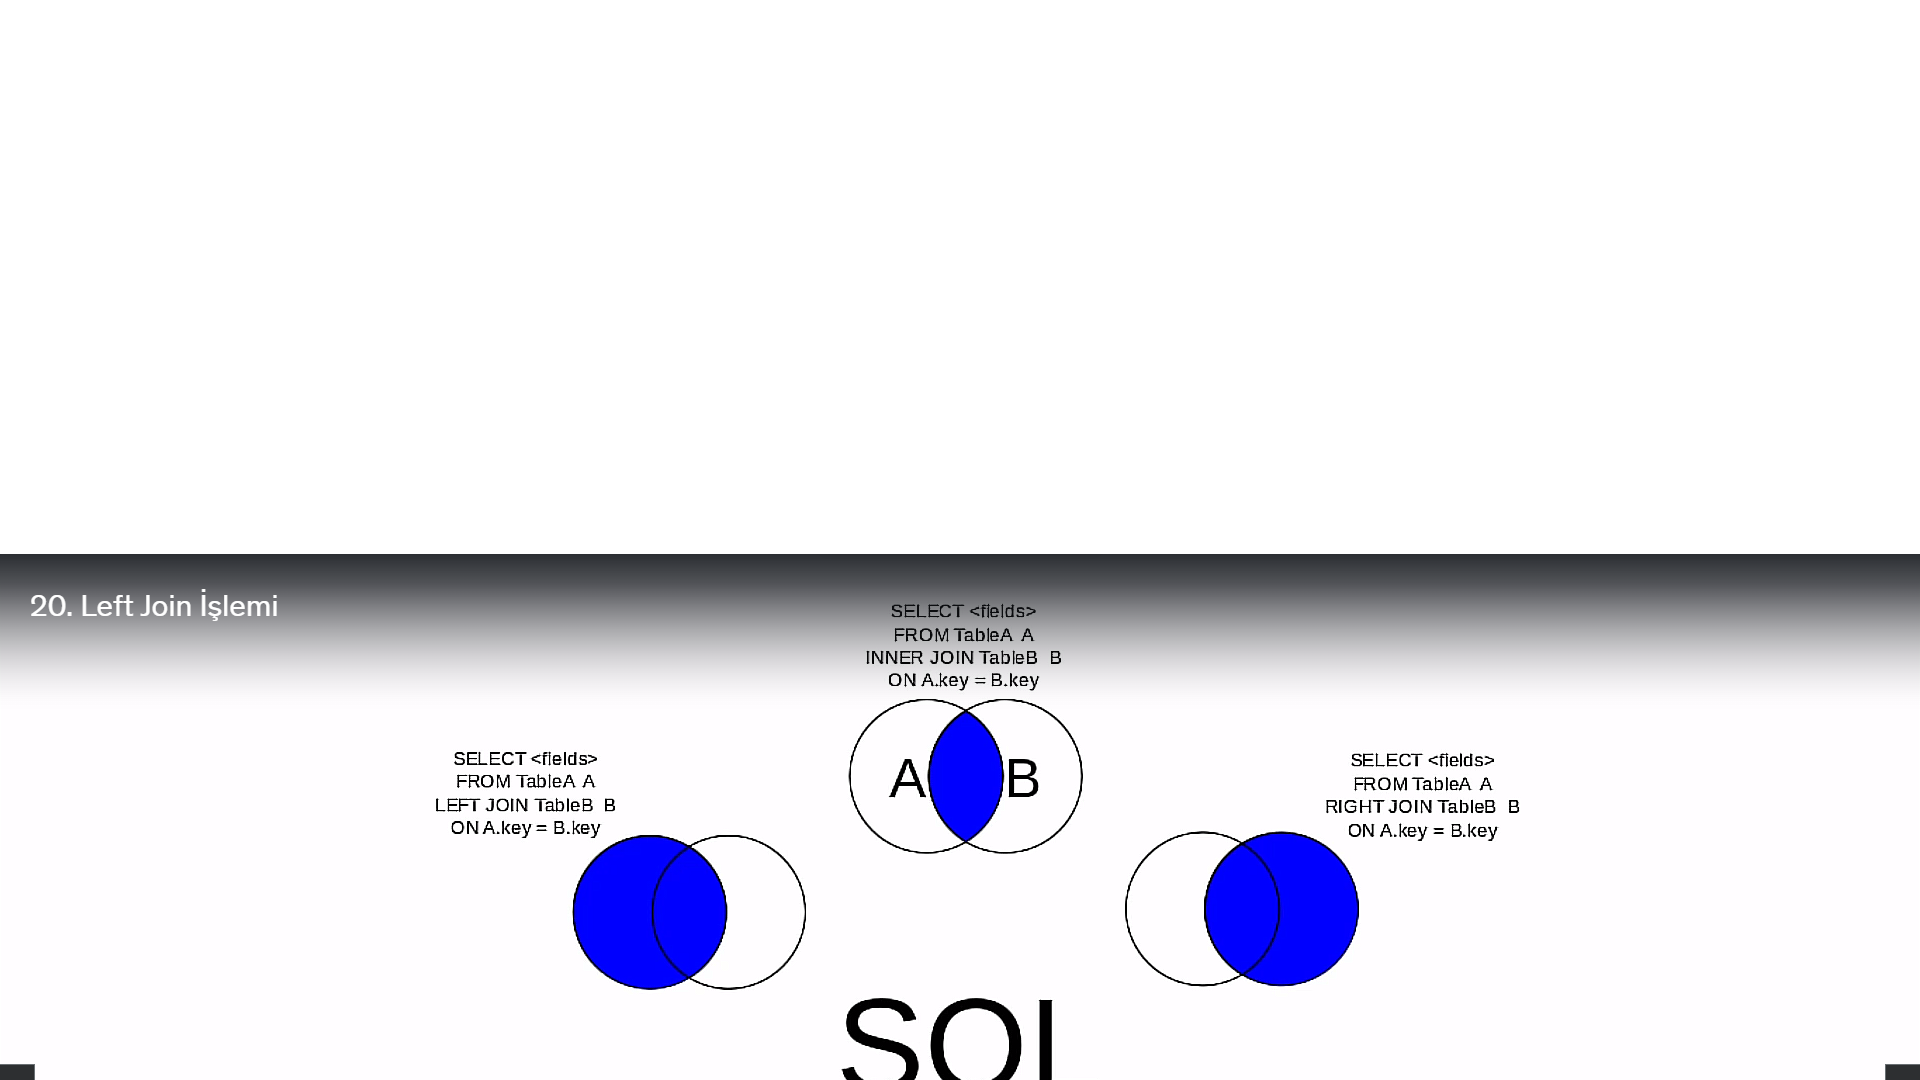 20. Left Join İşlemi
SELECT <fields>
FROM TableA A
INNER JOIN TableB B
ON A.key = B.key
A B
SELECT <fields>
FROM TableA A
LEFT JOIN TableB B
ON A.key = B.key
SELECT <fields>
FROM TableA A
RIGHT JOIN TableB B
ON A.key = B.key